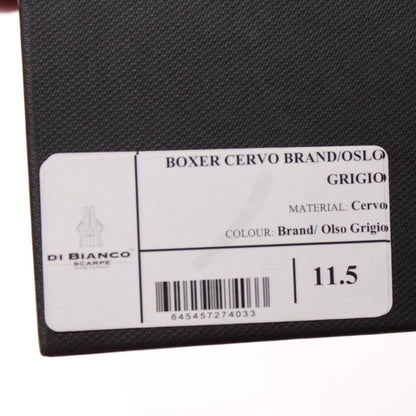 BOXER CERVO BRAND/OSLO
GRIGIO
MATERIAL: Cervo
COLOUR: Brand/ Olso Grigio
DI BIANCO
SCARPE
11.5
645457274033